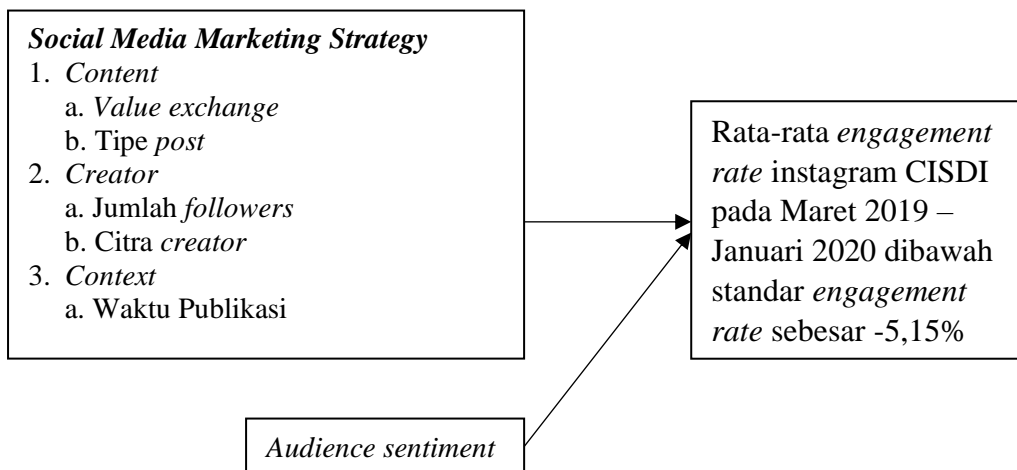 Social Media Marketing Strategy
1. Content
a. Value exchange
b. Tipe post
2. Creator
a. Jumlah followers
b. Citra creator
3. Context
a. Waktu Publikasi
Rata-rata engagement
rate instagram CISDI
pada Maret 2019 –
Januari 2020 dibawah
standar engagement
rate sebesar -5,15%
Audience sentiment